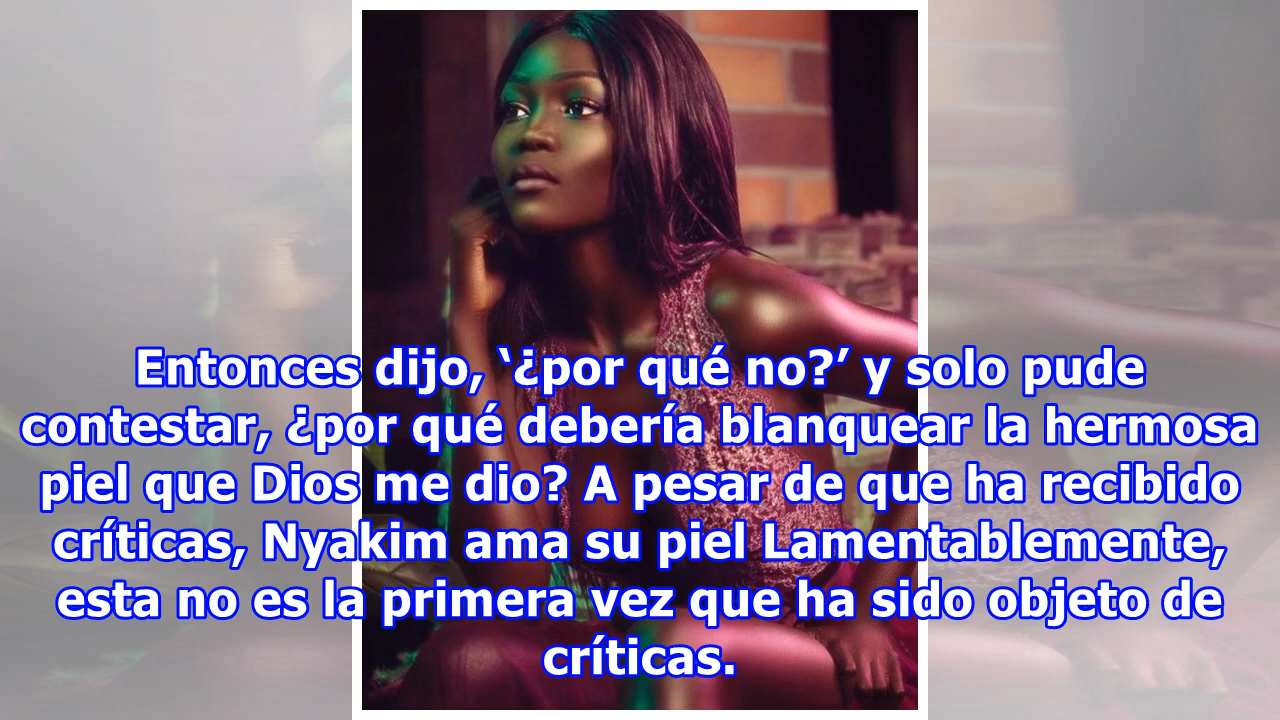 Entonces dijo, ‘¿por qué no?’ y solo pude
contestar, ¿por qué debería blanquear la hermosa
piel que Dios me dio? A pesar de que ha recibido
críticas, Nyakim ama su piel Lamentablemente,
esta no es la primera vez que ha sido objeto de
críticas.